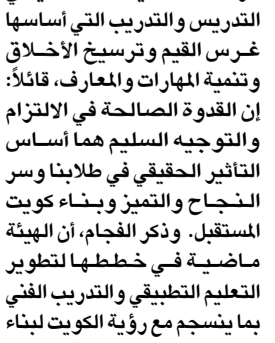 التدريس والتدريب التي أساسها
غرس القيم وترسيخ الأخلاق
وتنمية المهارات والمعارف، قائلاً:
إن القدوة الصالحة في الالتزام
والتوجيه السليم هما أساس
التأثير الحقيقي في طلابنا وسر
النجاح والتميز وبناء كويت
المستقبل. وذكر الفجام، أن الهيئة
ماضية في خططها لتطوير
التعليم التطبيقي والتدريب الفني
بما ينسجم مع رؤية الكويت لبناء